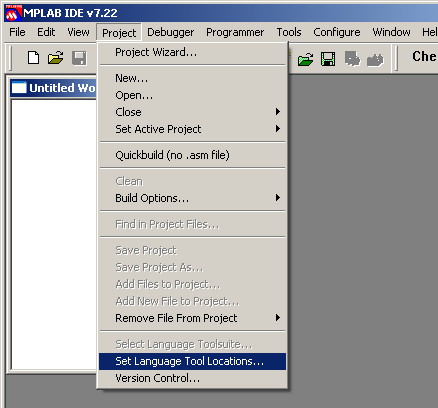 MPLAB IDE v7.22
File Edit View Project Debugger Programmer Tools Configure Window Hel
Che
Untitled Wo
Project Wizard...
New...
Open...
Close
Set Active Project
Quickbuild (no .asm file)
Clean
Build Options...
Find in Project Files...
Save Project
Save Project As...
Add Files to Project...
Add New File to Project...
Remove File From Project
Select Language Toolsuite...
Set Language Tool Locations...
Version Control...